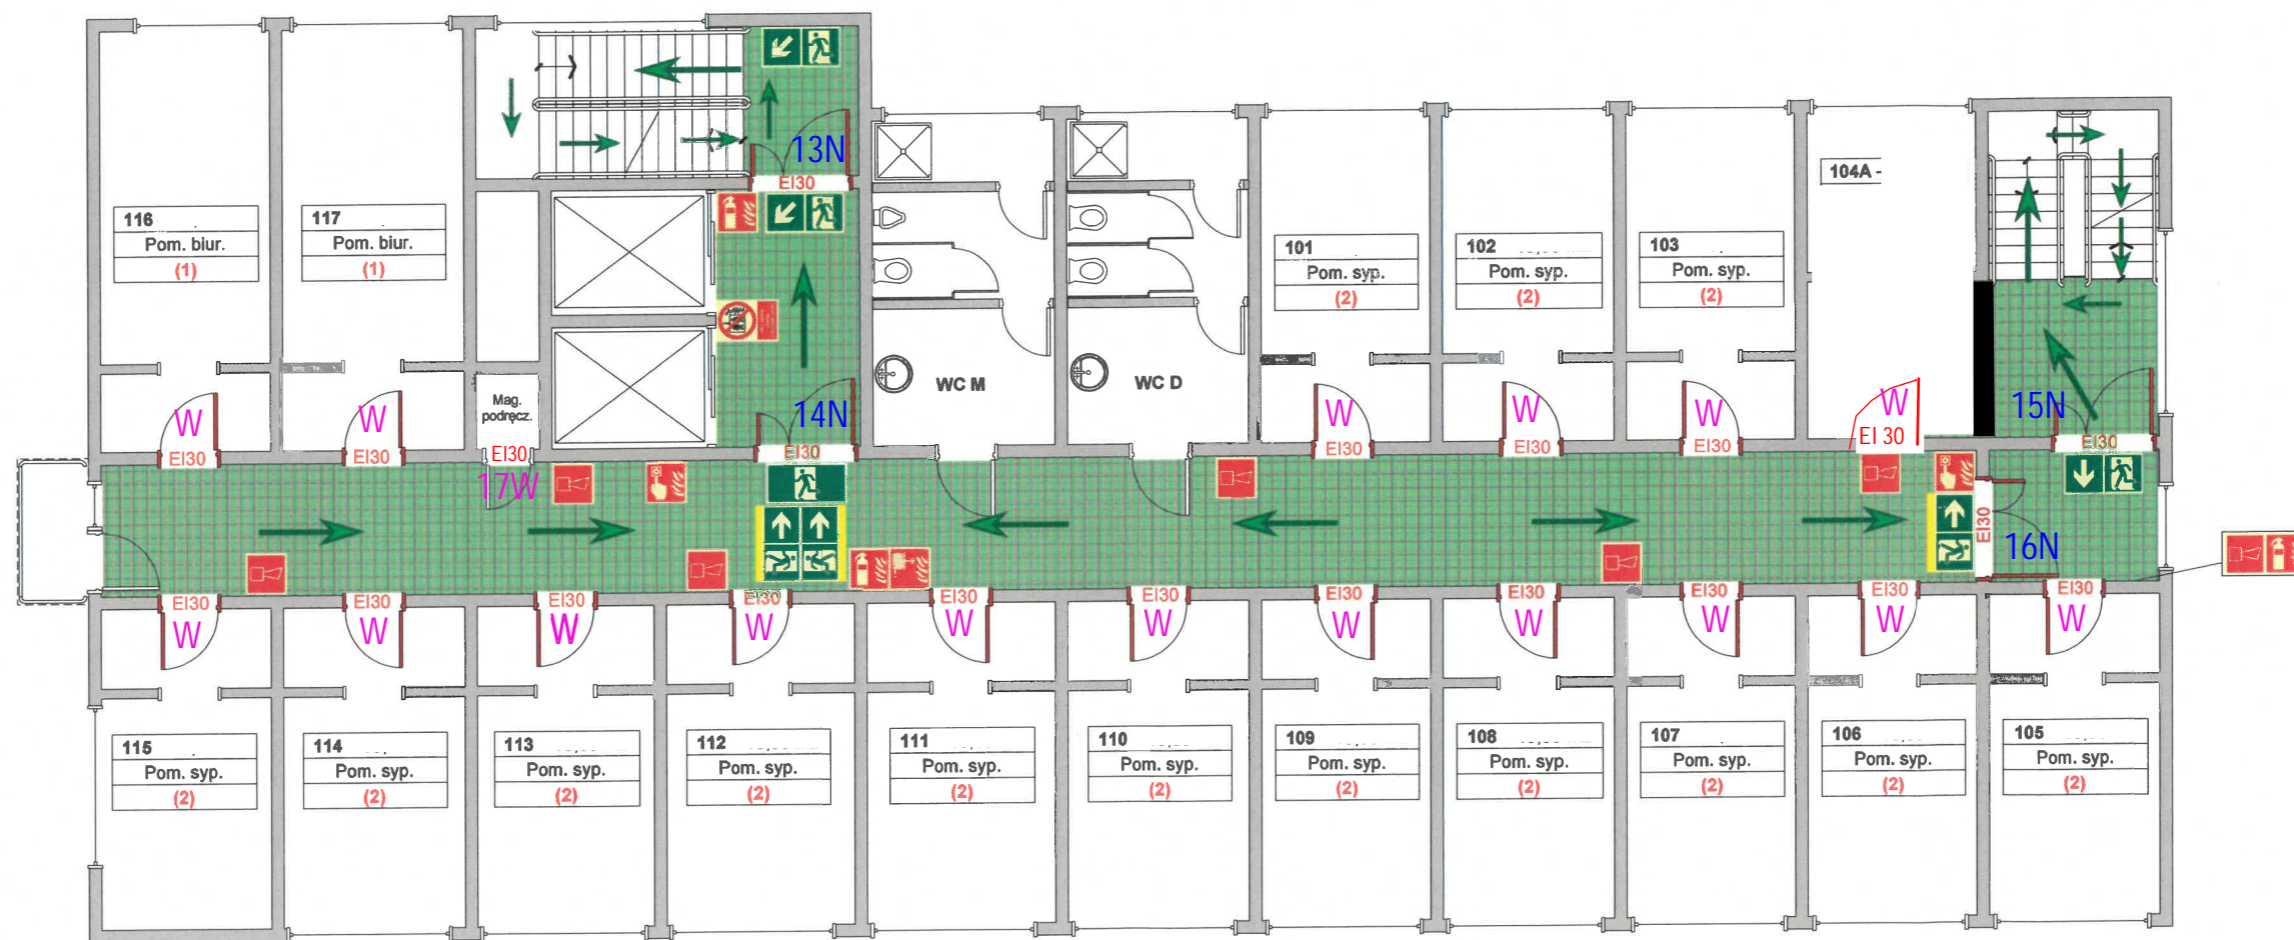 13N
EI30
116
Pom. biur.
(1)
117
Pom. biur.
(1)
104A -
101
Pom. syp.
(2)
102
Pom. syp.
(2)
103
Pom. syp.
(2)
Mag.
podręcz.
WC M
WC D
14N
15N
W
W
W
W
W
W
EI30
EI30
EI30
EI30
EI30
EI30
EI30
EI 30
EI30
17W
EI30
16N
EI30
EI30
EI30
EI30
EI30
EI30
EI30
EI30
EI30
EI30
EI30
W
W
W
W
W
W
W
W
W
W
W
115
Pom. syp.
(2)
114
Pom. syp.
(2)
113
Pom. syp.
(2)
112
Pom. syp.
(2)
111
Pom. syp.
(2)
110
Pom. syp.
(2)
109
Pom. syp.
(2)
108
Pom. syp.
(2)
107
Pom. syp.
(2)
106
Pom. syp.
(2)
105
Pom. syp.
(2)